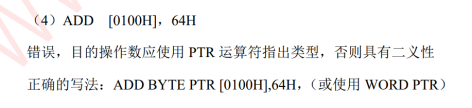 （4）ADD [0100H]，64H
错误，目的操作数应使用 PTR 运算符指出类型，否则具有二义性
正确的写法：ADD BYTE PTR [0100H],64H,（或使用 WORD PTR）